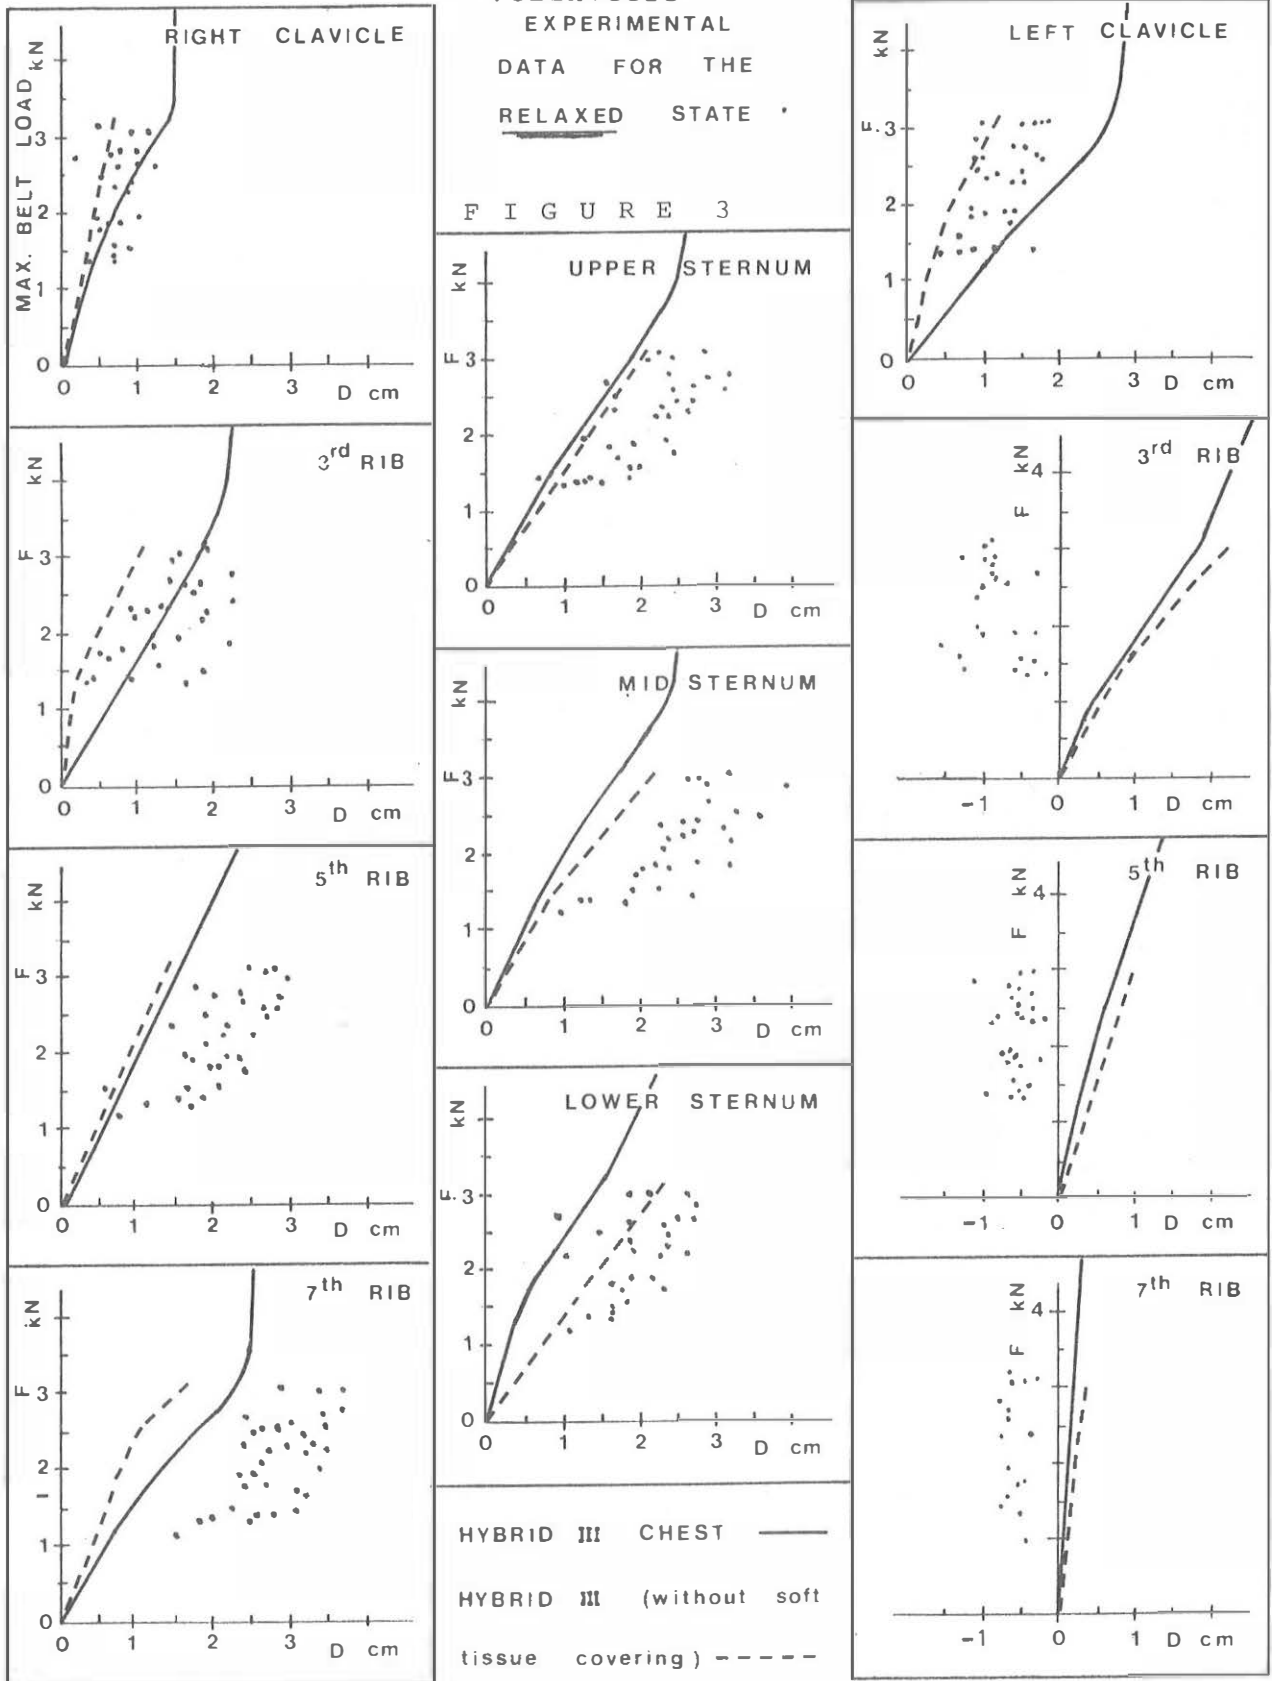 EXPERIMENTAL
DATA FOR THE
RELAXED STATE
FIGURE 3
RIGHT CLAVICLE
MAX. BELT LOAD kN
3
2
1
0
0 1 2 3 D cm
3rd RIB
F kN
3
2
1
0
0 1 2 3 D cm
5th RIB
F kN
3
2
1
0
0 1 2 3 D cm
7th RIB
F kN
3
2
1
0
0 1 2 3 D cm
UPPER STERNUM
F kN
3
2
1
0
0 1 2 3 D cm
MID STERNUM
F kN
3
2
1
0
0 1 2 3 D cm
LOWER STERNUM
F kN
3
2
1
0
0 1 2 3 D cm
HYBRID III CHEST
HYBRID III (without soft
tissue covering)
LEFT CLAVICLE
F kN
3
2
1
0
0 1 2 3 D cm
3rd RIB
F kN
4
-1 0 1 D cm
5th RIB
F kN
4
-1 0 1 D cm
7th RIB
F kN
4
-1 0 1 D cm